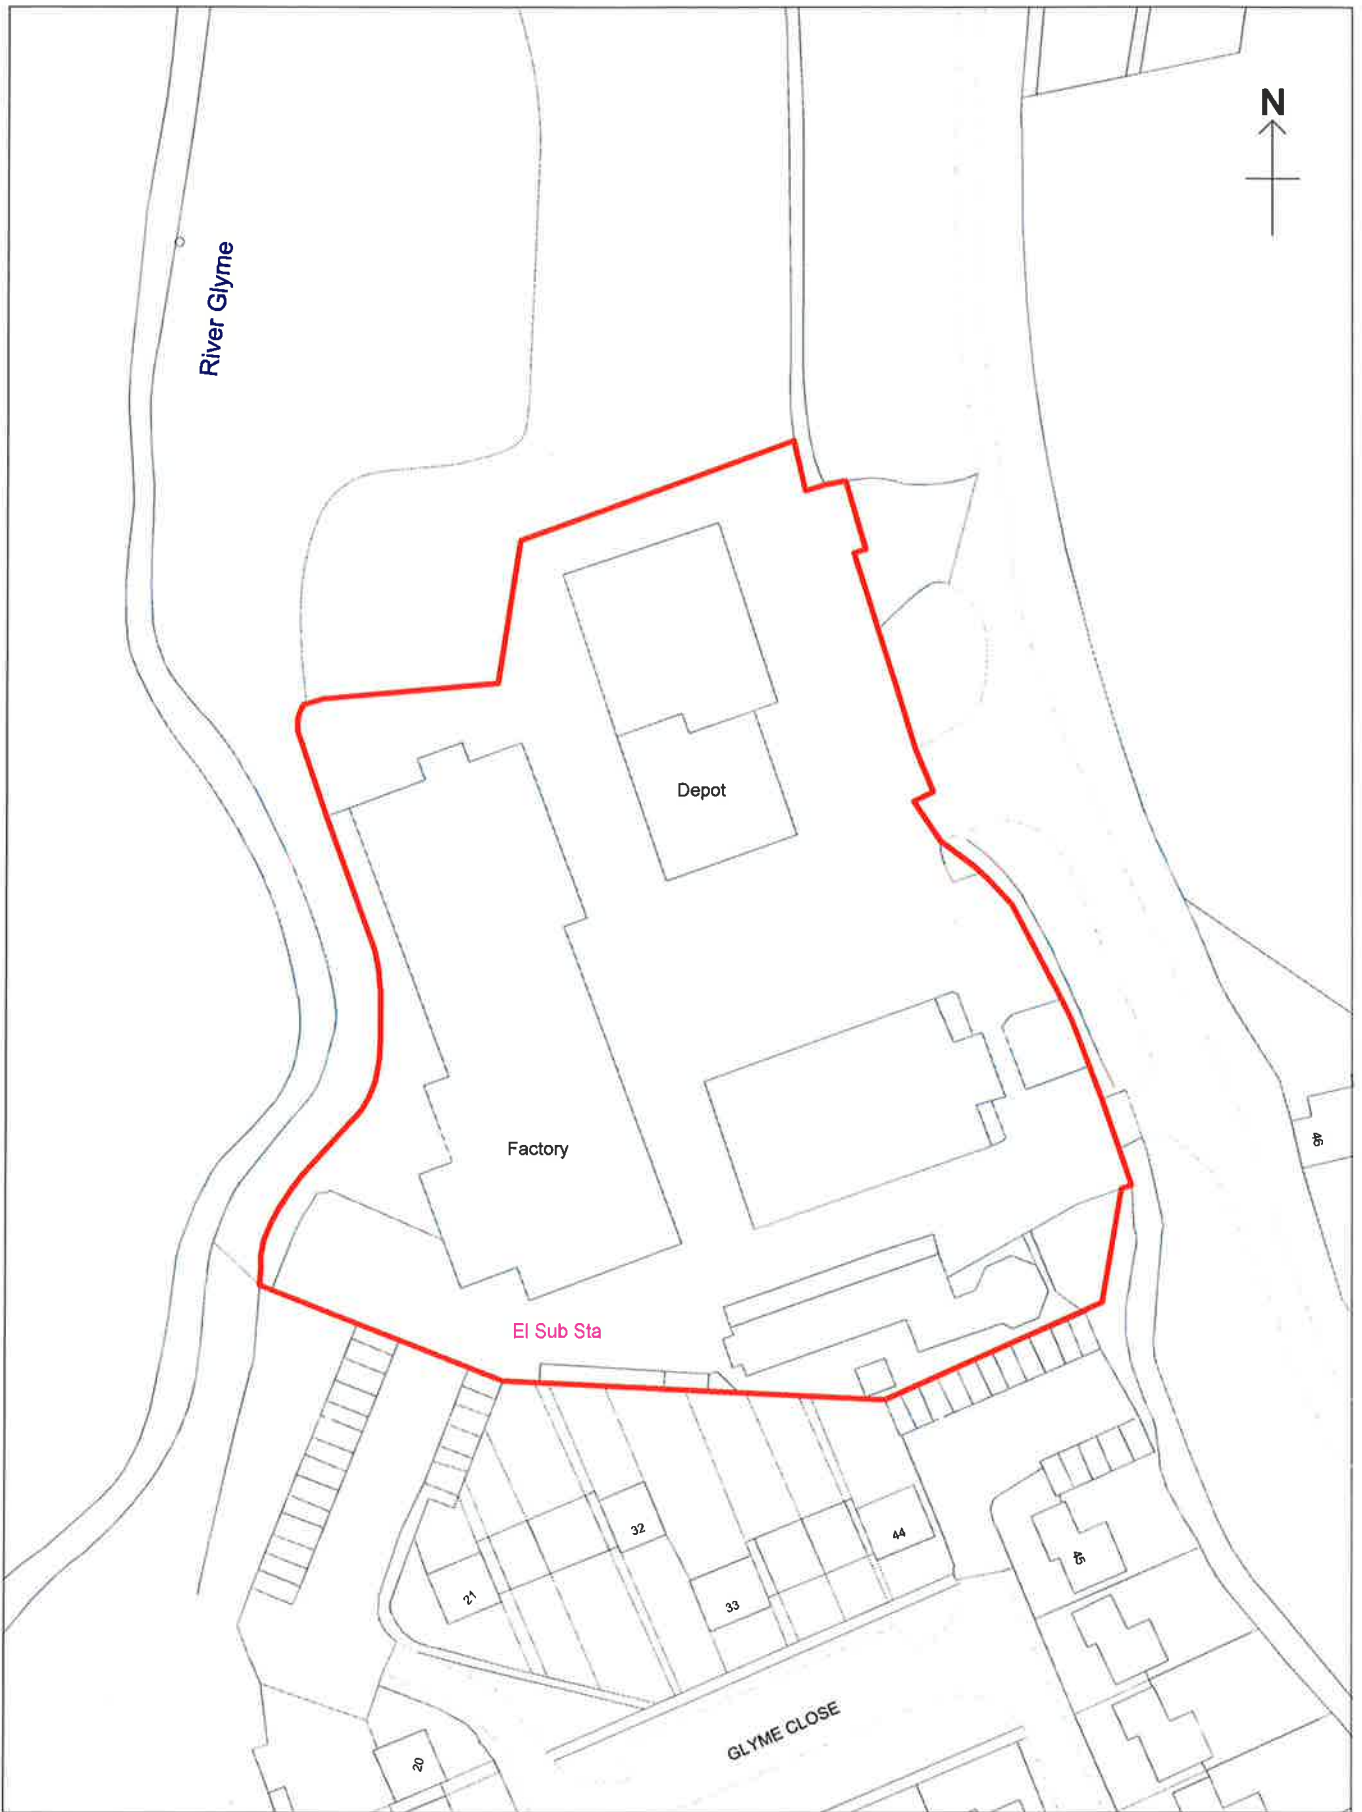 N
River Glyme
Depot
Factory
46
El Sub Sta
32
44
21
33
45
GLYME CLOSE
20